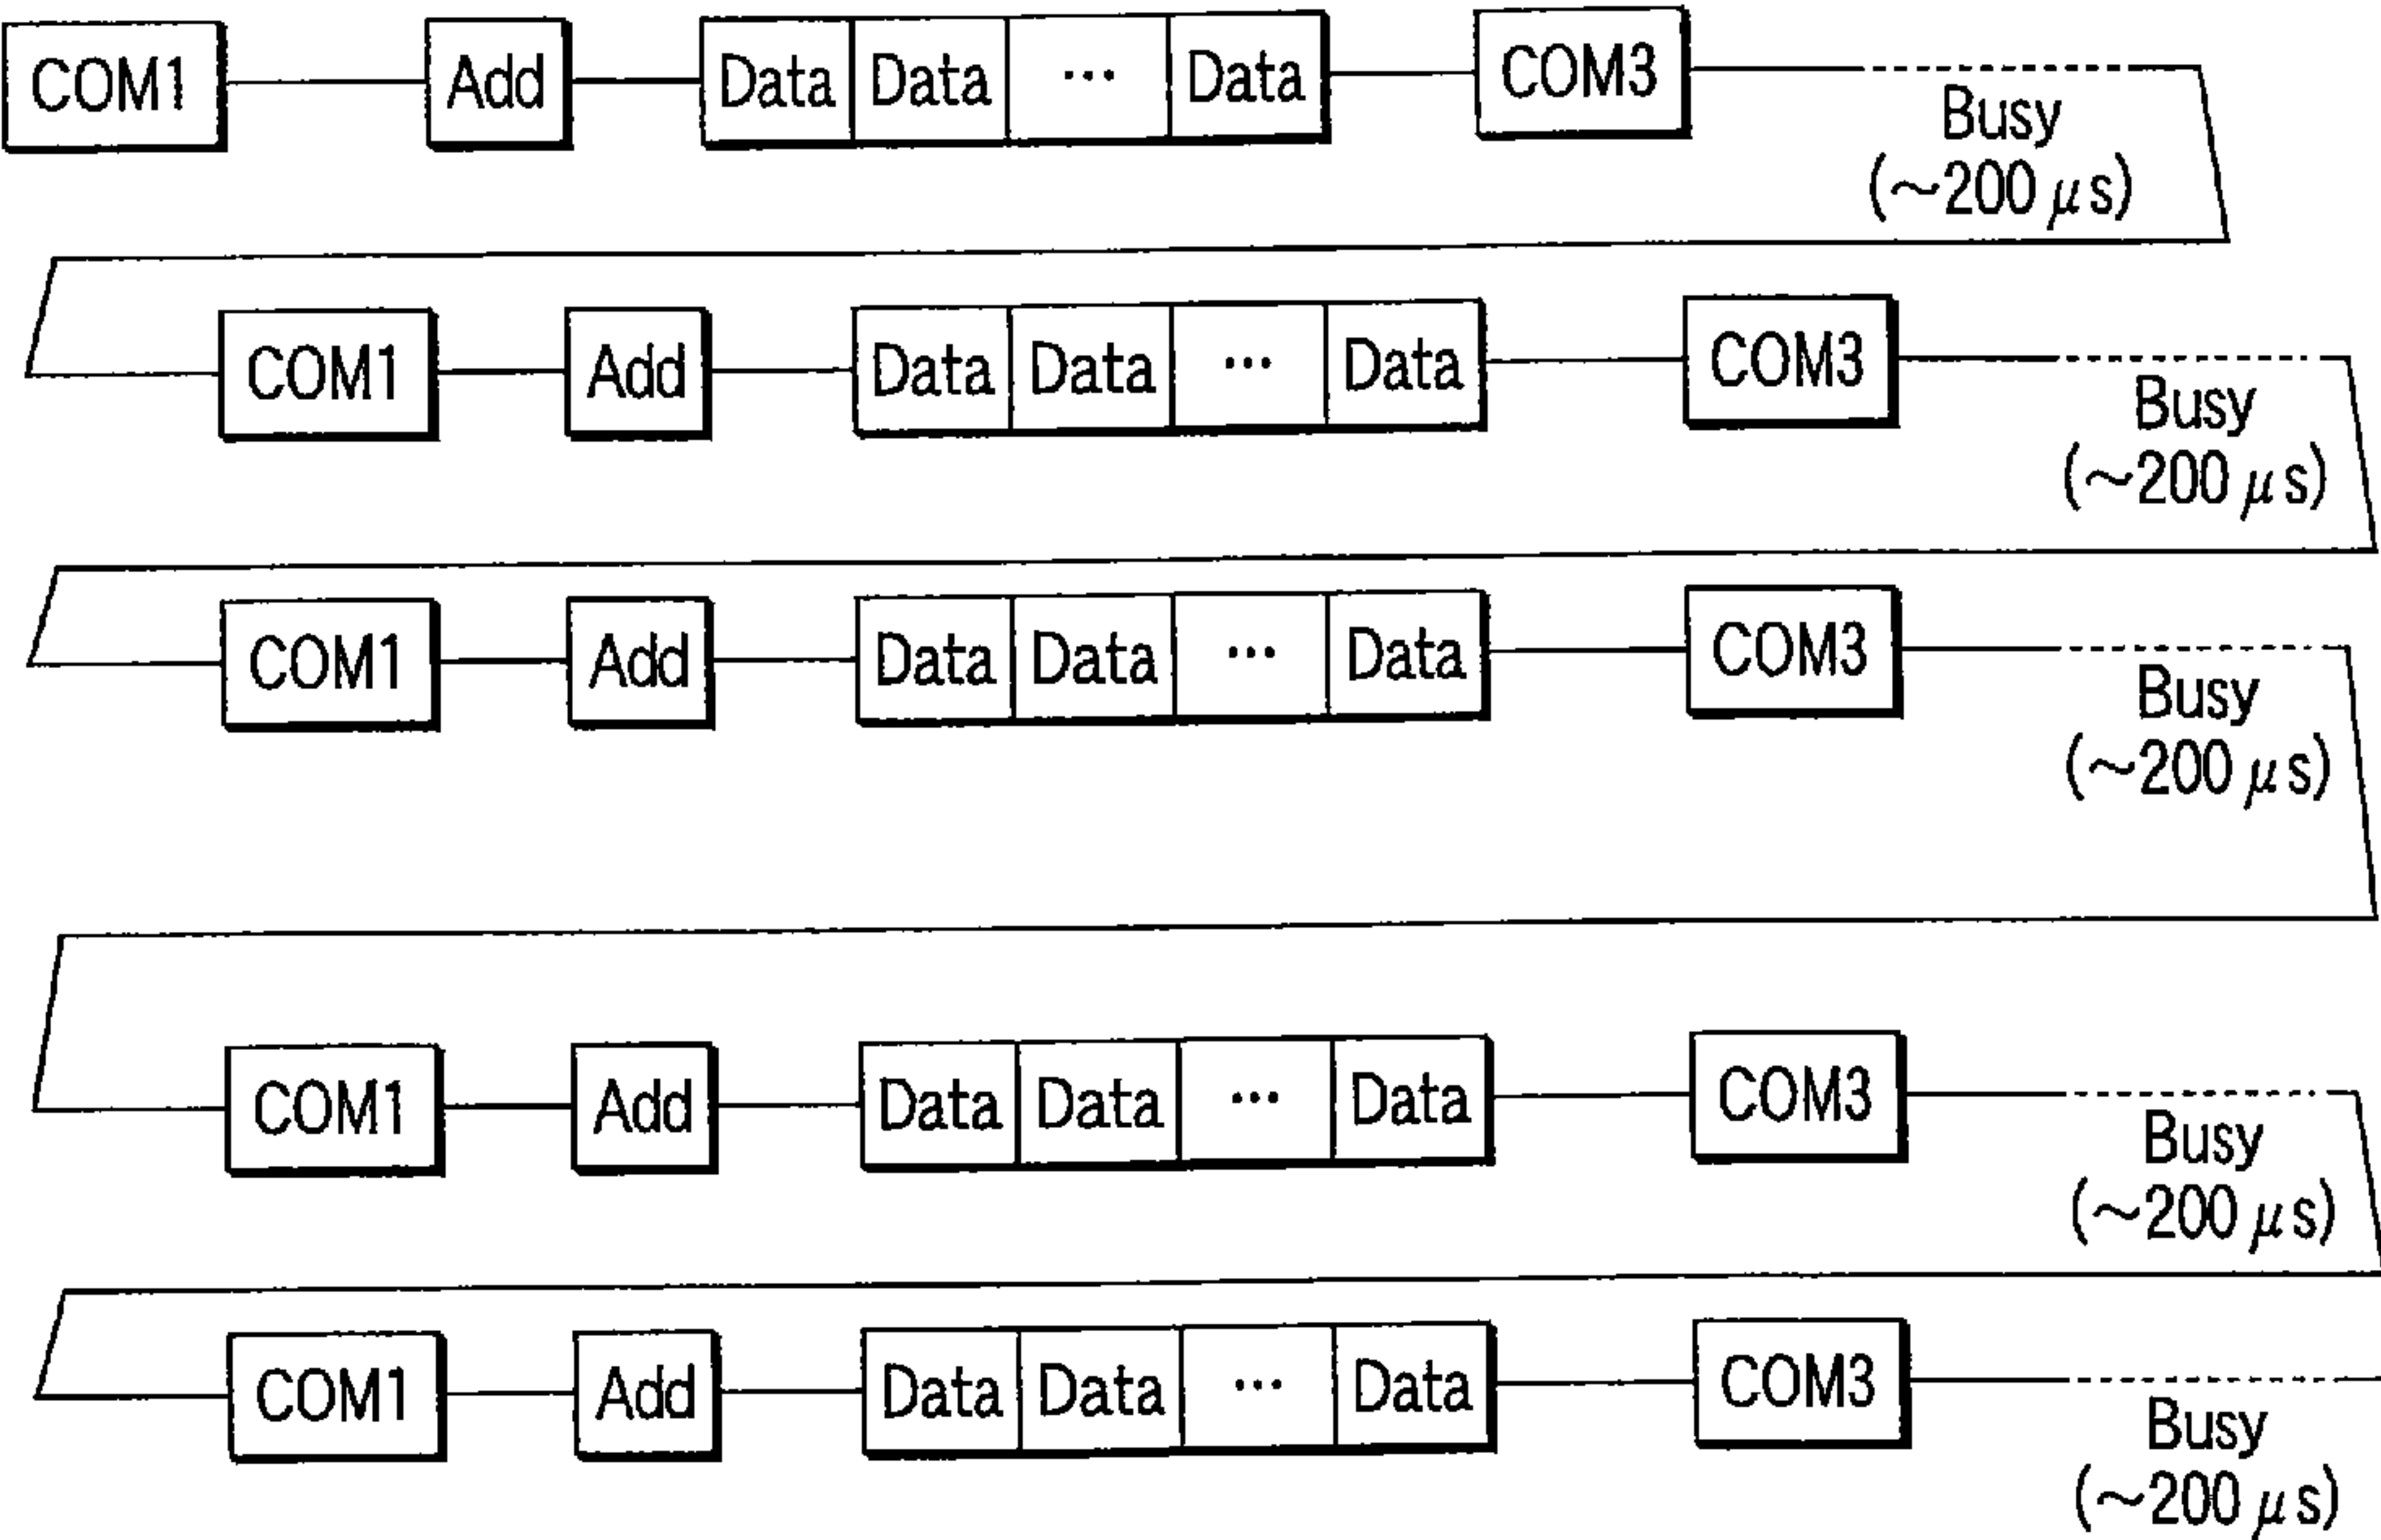 COM1 Add Data Data ... Data COM3
Busy
(~200 μs)
COM1 Add Data Data ... Data COM3
Busy
(~200 μs)
COM1 Add Data Data ... Data COM3
Busy
(~200 μs)
COM1 Add Data Data ... Data COM3
Busy
(~200 μs)
COM1 Add Data Data ... Data COM3
Busy
(~200 μs)